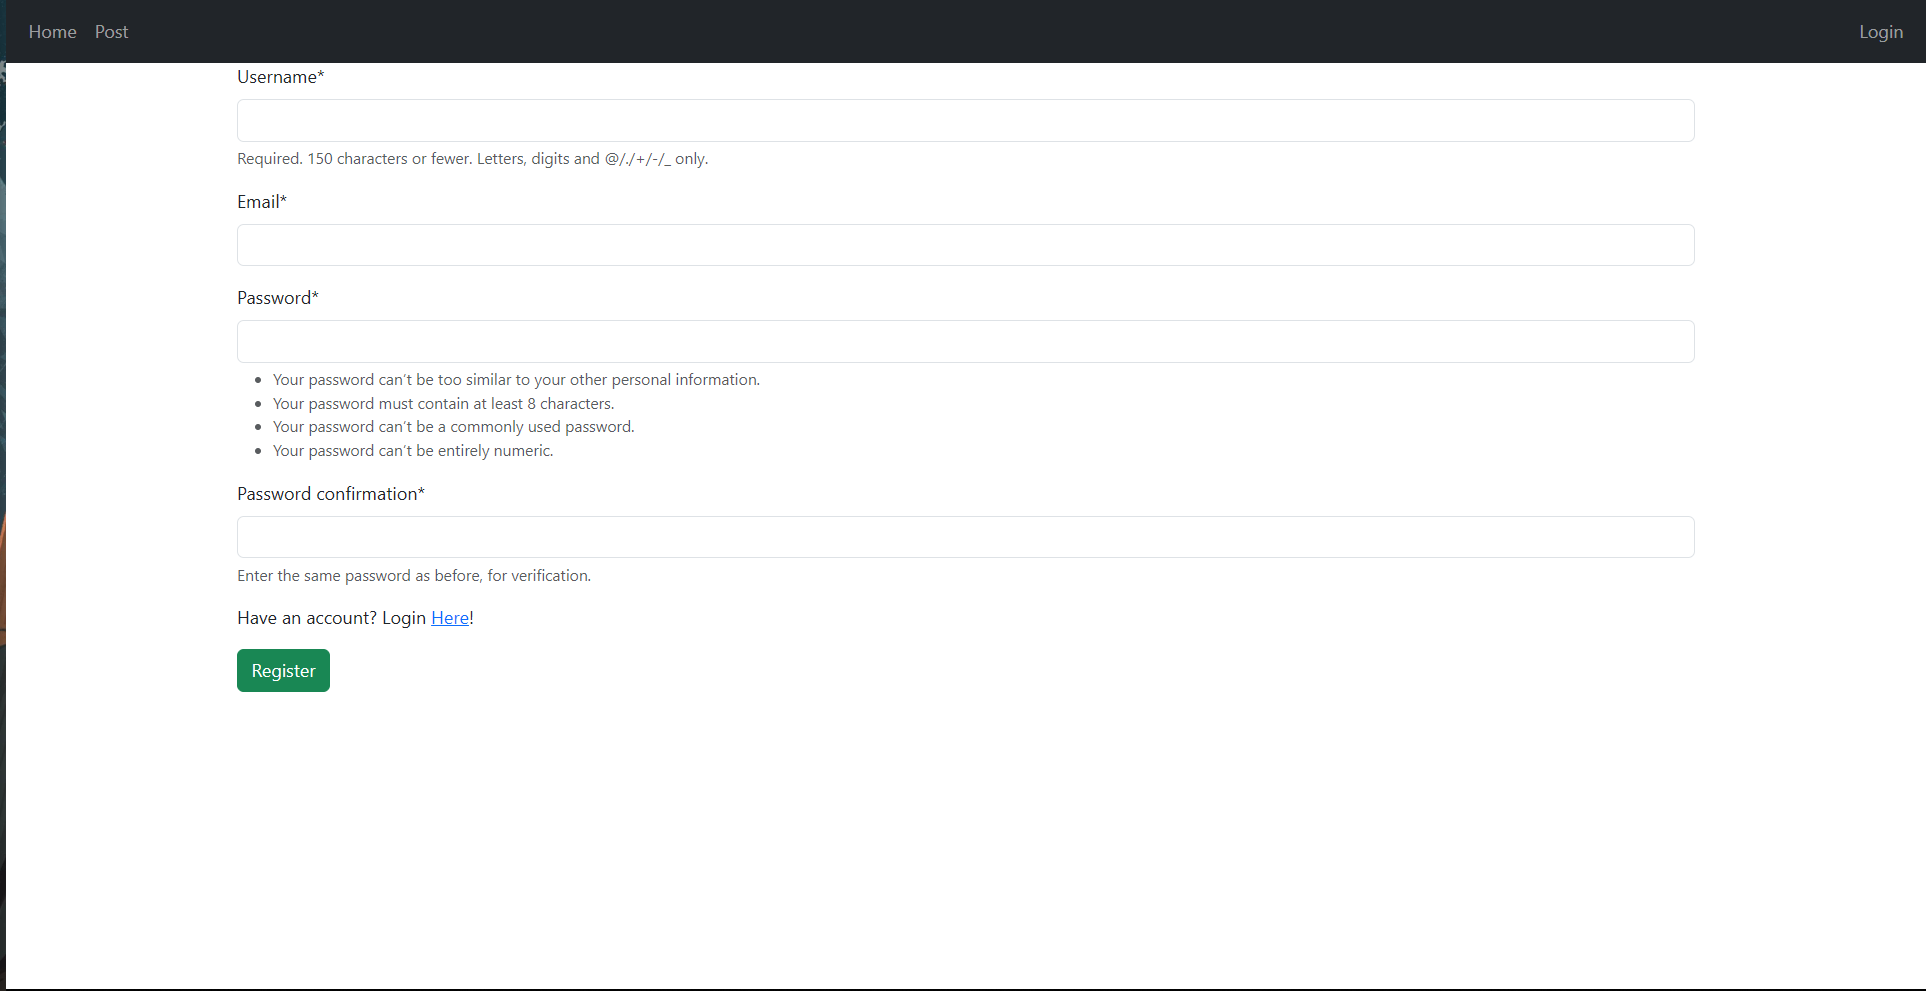 Home Post Login
Username*
Required. 150 characters or fewer. Letters, digits and @/./+/-/_ only.
Email*
Password*
Your password can't be too similar to your other personal information.
Your password must contain at least 8 characters.
Your password can't be a commonly used password.
Your password can't be entirely numeric.
Password confirmation*
Enter the same password as before, for verification.
Have an account? Login Here!
Register